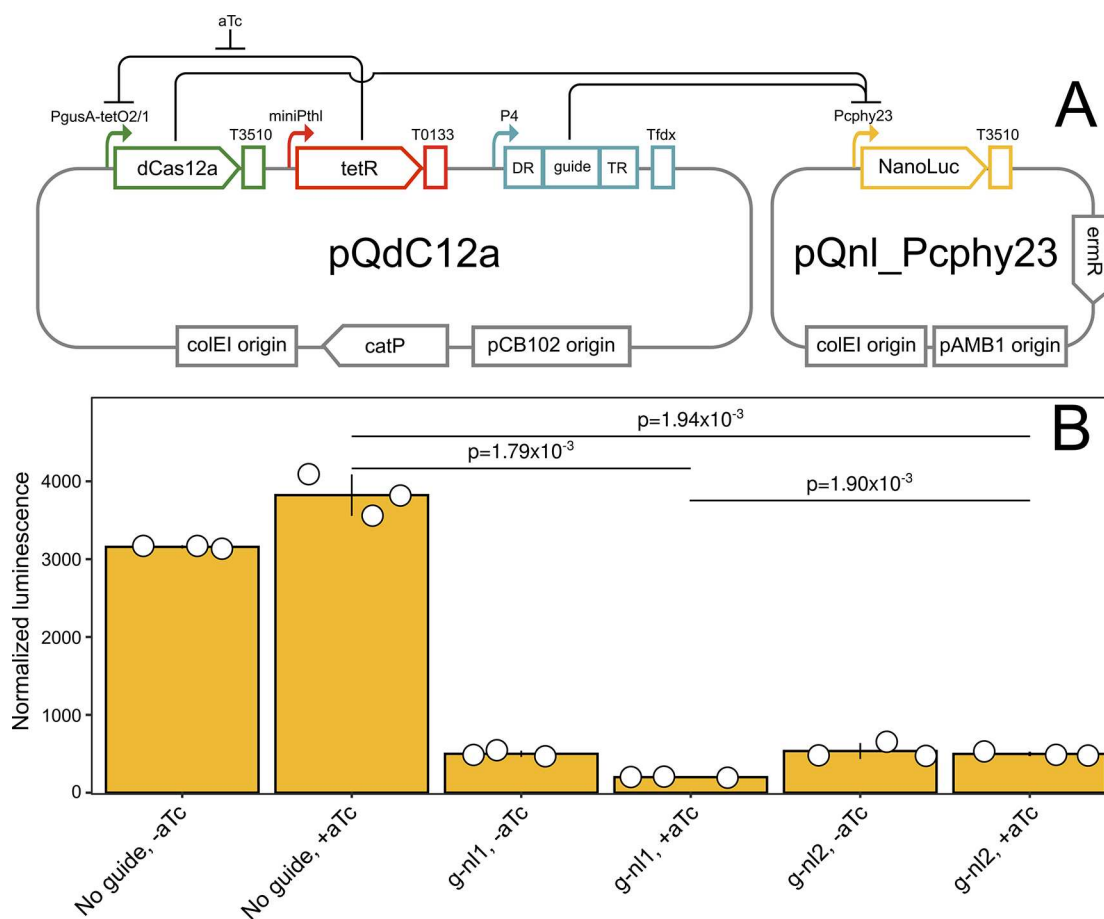 aTc
A
PgusA-tetO2/1
T3510
miniPthl
T0133
P4
Tfdx
Pcphy23
T3510
dCas12a
tetR
DR
guide
TR
NanoLuc
pQdC12a
pQnl_Pcphy23
ermR
colEI origin
catP
pCB102 origin
colEI origin
pAMB1 origin
B
p=1.94x10-3
p=1.79x10-3
p=1.90x10-3
Normalized luminescence
4000
3000
2000
1000
0
No guide, -aTc
No guide, +aTc
g-nl1, -aTc
g-nl1, +aTc
g-nl2, -aTc
g-nl2, +aTc